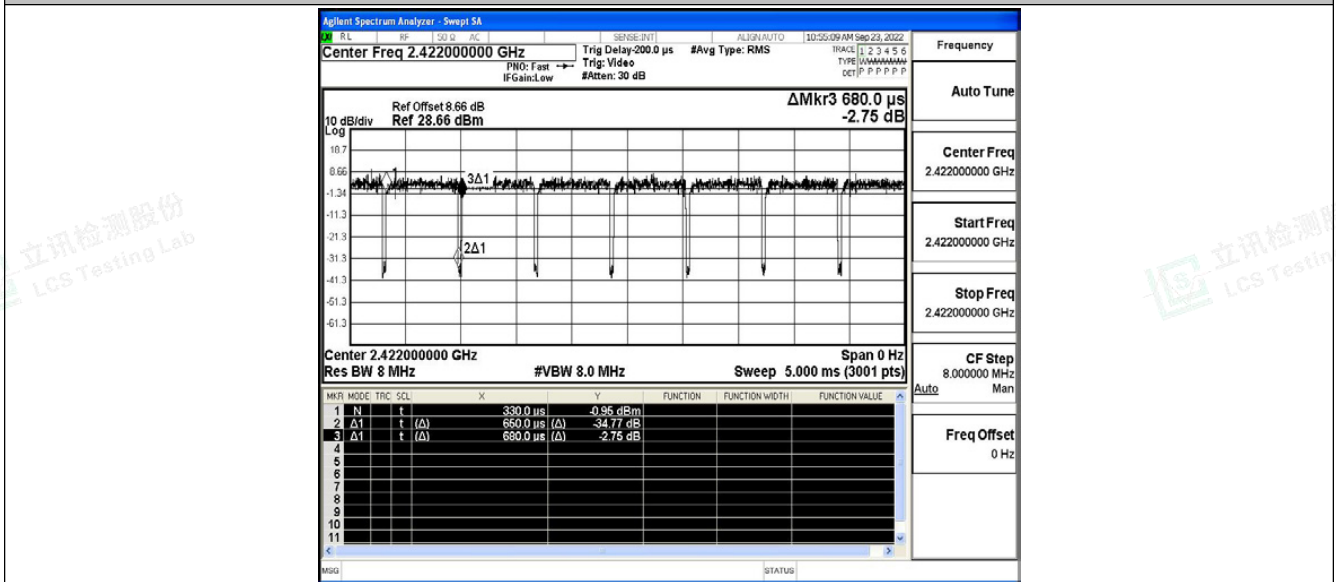 Agilent Spectrum Analyzer - Swept SA
RL RF 50 Ω AC SENSE:INT ALIGNAUTO 10:55:09 AM Sep 23, 2022
Center Freq 2.422000000 GHz
PNO: Fast
IFGain:Low
Trig Delay-200.0 µs
Trig: Video
#Atten: 30 dB
#Avg Type: RMS
TRACE 1 2 3 4 5 6
TYPE WWWWWW
DET P P P P P P
ΔMkr3 680.0 µs
-2.75 dB
Ref Offset 8.66 dB
10 dB/div Ref 28.66 dBm
Log
18.7
8.66
-1.34
-11.3
-21.3
-31.3
-41.3
-51.3
-61.3
1
3Δ1
2Δ1
Center 2.422000000 GHz Span 0 Hz
Res BW 8 MHz #VBW 8.0 MHz Sweep 5.000 ms (3001 pts)
MKR MODE TRC SCL X Y FUNCTION FUNCTION WIDTH FUNCTION VALUE
1 N t 330.0 µs -0.95 dBm
2 Δ1 t (Δ) 650.0 µs (Δ) -34.77 dB
3 Δ1 t (Δ) 680.0 µs (Δ) -2.75 dB
4
5
6
7
8
9
10
11
MSG STATUS
Frequency
Auto Tune
Center Freq
2.422000000 GHz
Start Freq
2.422000000 GHz
Stop Freq
2.422000000 GHz
CF Step
8.000000 MHz
Auto Man
Freq Offset
0 Hz
立讯检测股份
LCS Testing Lab
立讯检测
LCS Testin